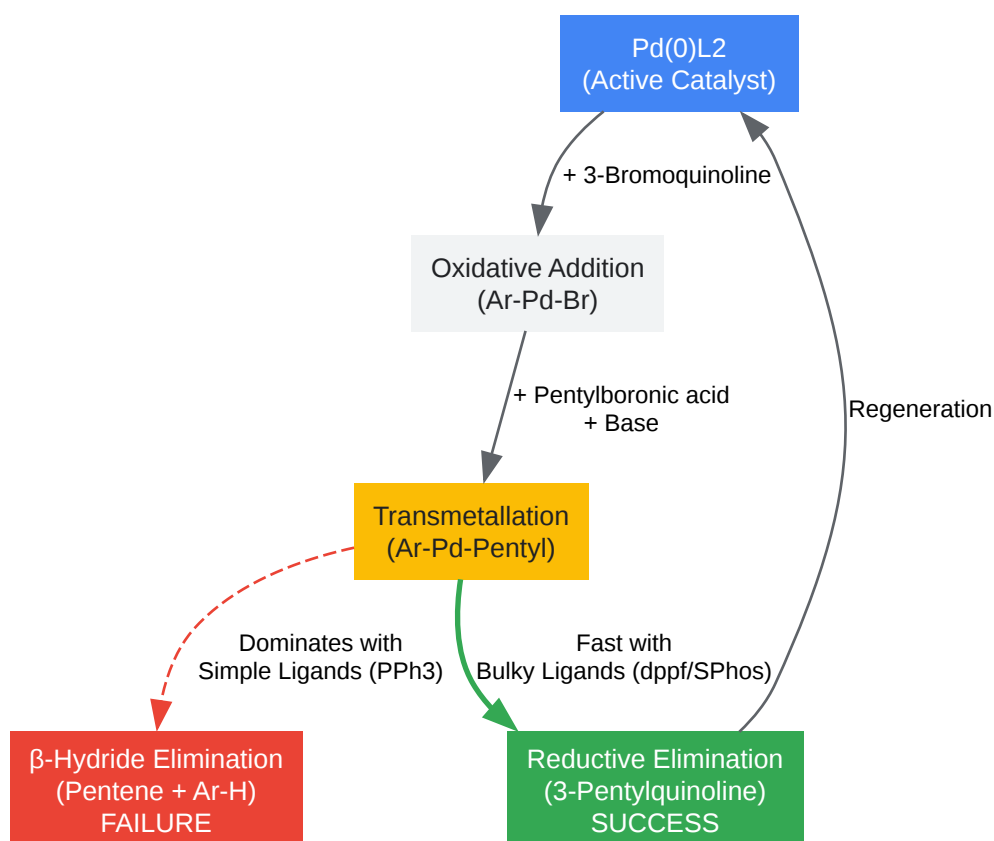 Pd(0)L2
(Active Catalyst)
+ 3-Bromoquinoline
Oxidative Addition
(Ar-Pd-Br)
+ Pentylboronic acid
+ Base
Regeneration
Transmetallation
(Ar-Pd-Pentyl)
Dominates with
Simple Ligands (PPh3)
Fast with
Bulky Ligands (dppf/SPhos)
β-Hydride Elimination
(Pentene + Ar-H)
FAILURE
Reductive Elimination
(3-Pentylquinoline)
SUCCESS